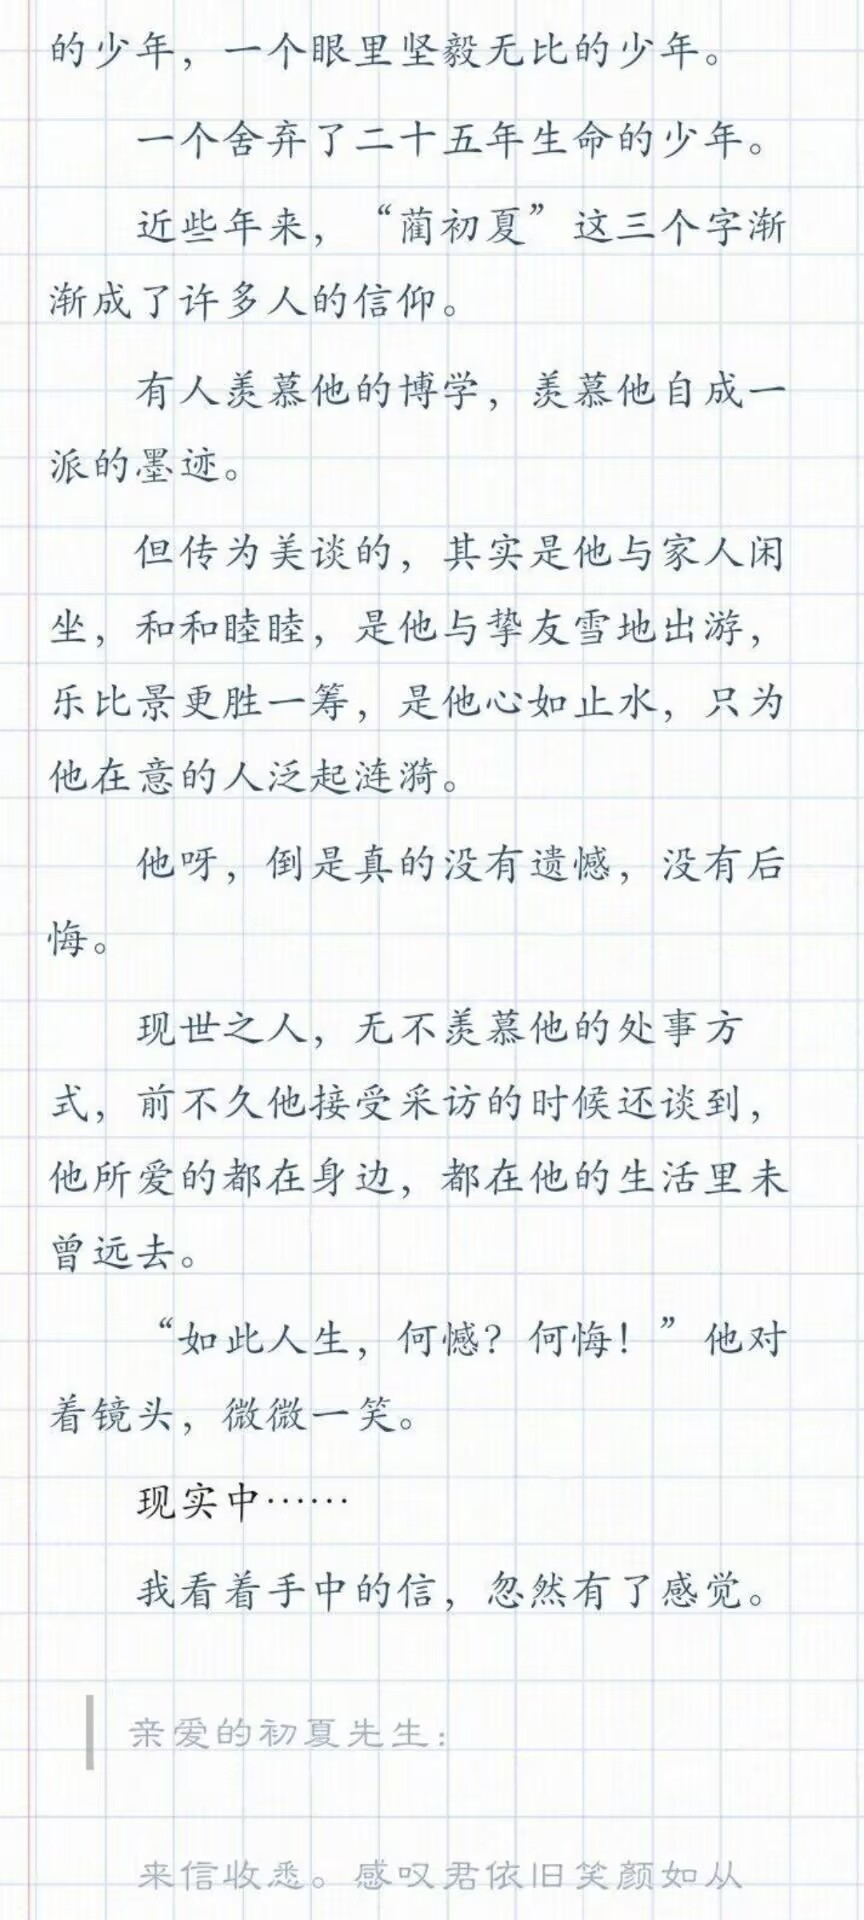 的少年，一个眼里坚毅无比的少年。
一个舍弃了二十五年生命的少年。
近些年来，“蔺初夏”这三个字渐
渐成了许多人的信仰。
有人羡慕他的博学，羡慕他自成一
派的墨迹。
但传为美谈的，其实是他与家人闲
坐，和和睦睦，是他与挚友雪地出游，
乐比景更胜一筹，是他心如止水，只为
他在意的人泛起涟漪。
他呀，倒是真的没有遗憾，没有后
悔。
现世之人，无不羡慕他的处事方
式，前不久他接受采访的时候还谈到，
他所爱的都在身边，都在他的生活里未
曾远去。
“如此人生，何憾？何悔！”他对
着镜头，微微一笑。
现实中……
我看着手中的信，忽然有了感觉。
亲爱的初夏先生：
来信收悉。感叹君依旧笑颜如从